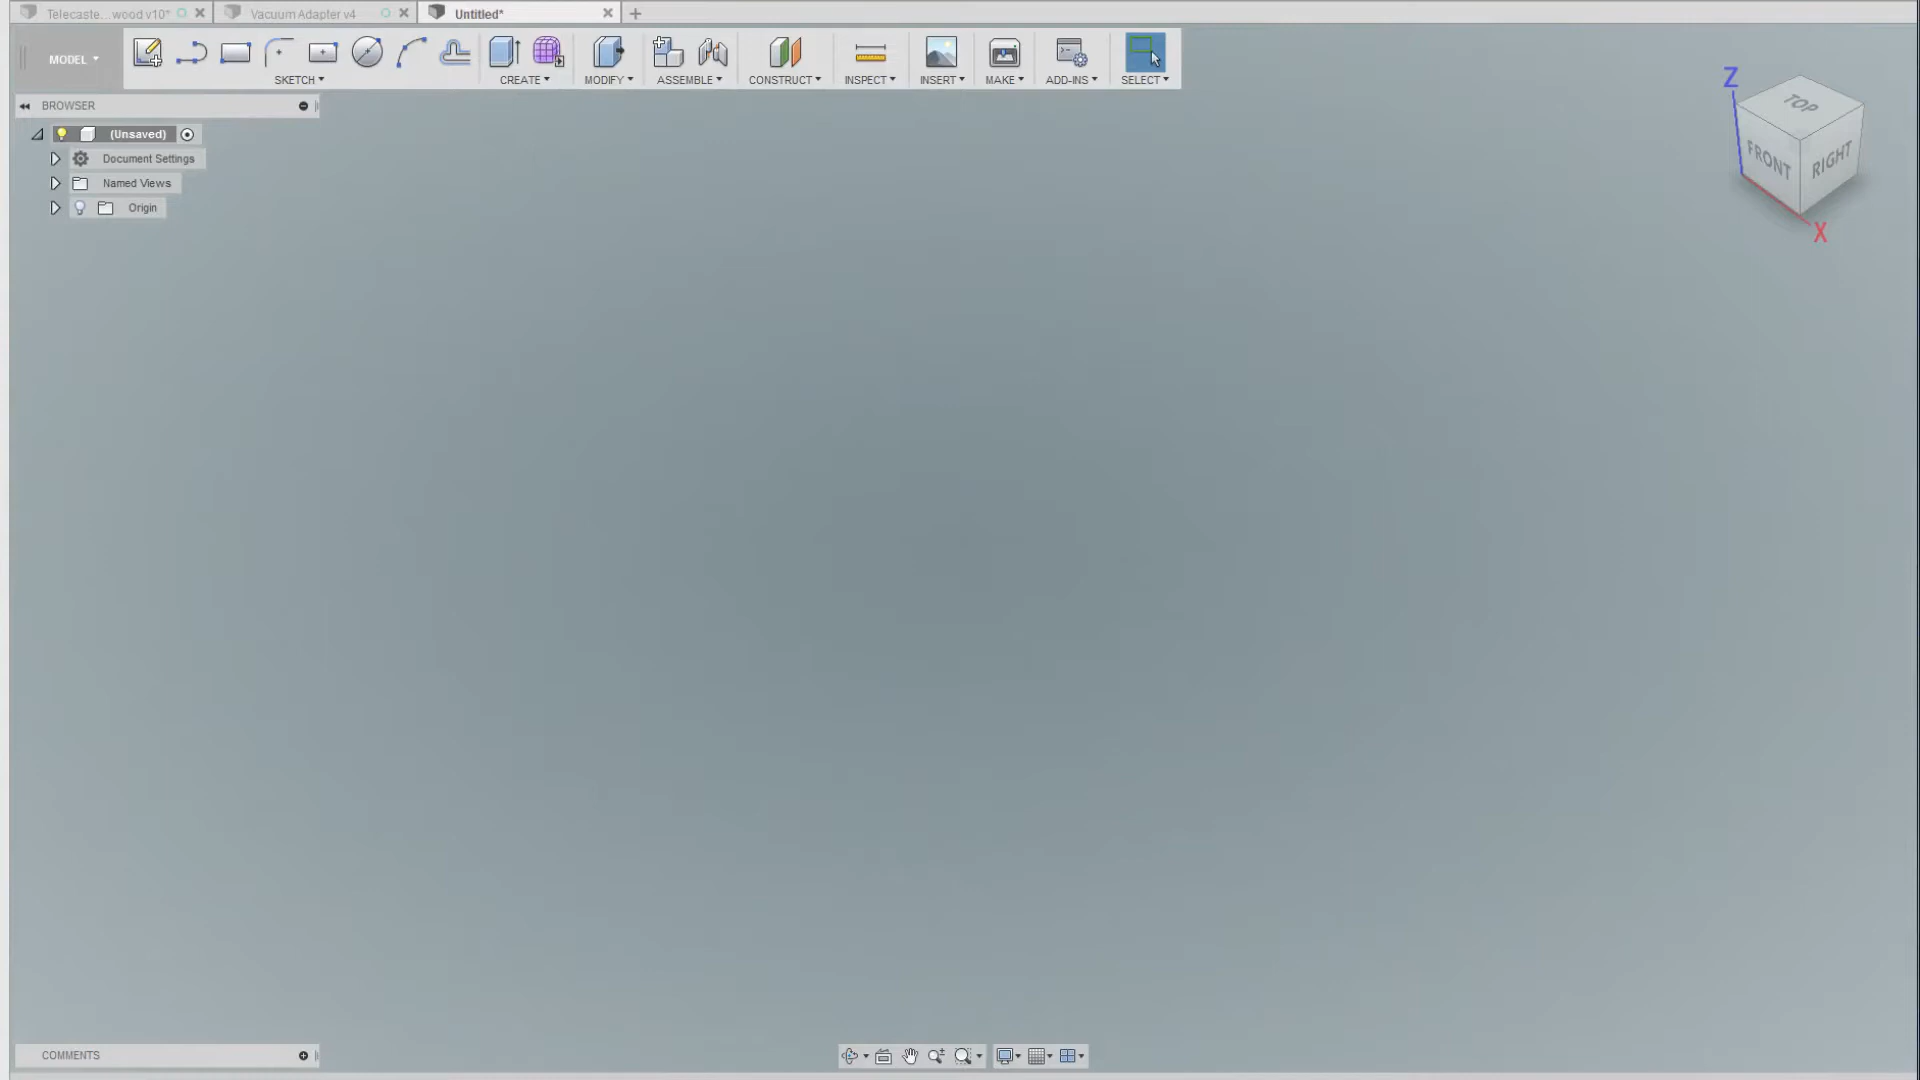 Telecaste...wood v10* Vacuum Adapter v4 Untitled*
MODEL SKETCH CREATE MODIFY ASSEMBLE CONSTRUCT INSPECT INSERT MAKE ADD-INS SELECT
BROWSER
(Unsaved)
Document Settings
Named Views
Origin
Z
TOP
FRONT RIGHT
X
COMMENTS